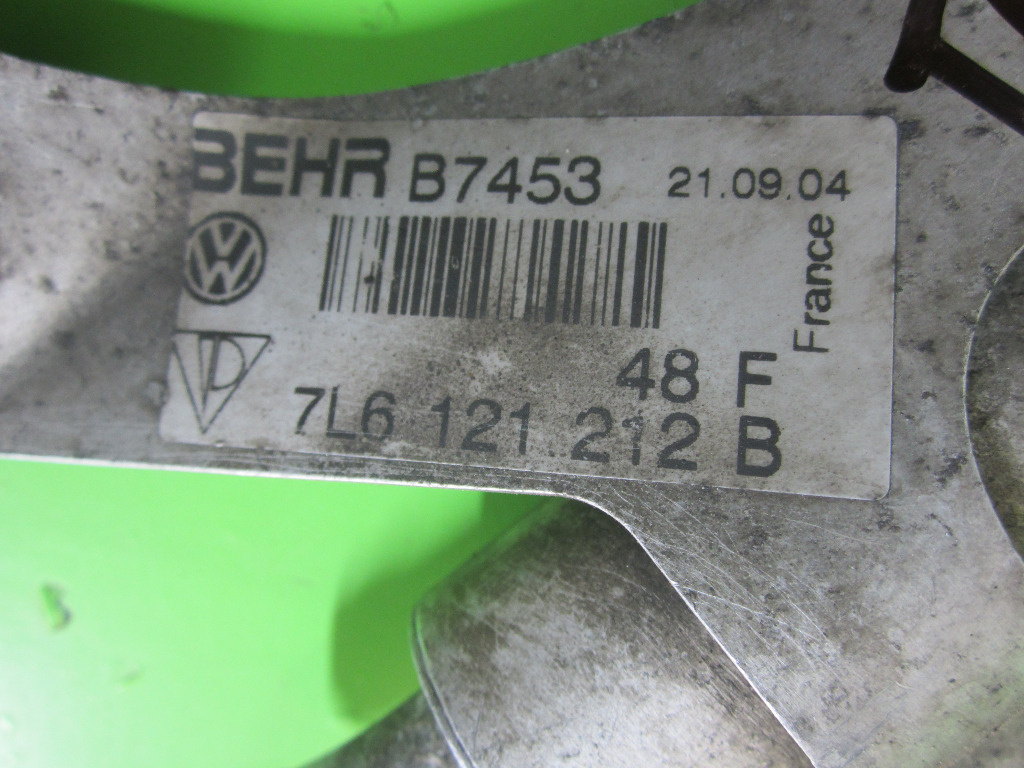 BEHR B7453 21.09.04
France
48 F
7L6 121 212 B